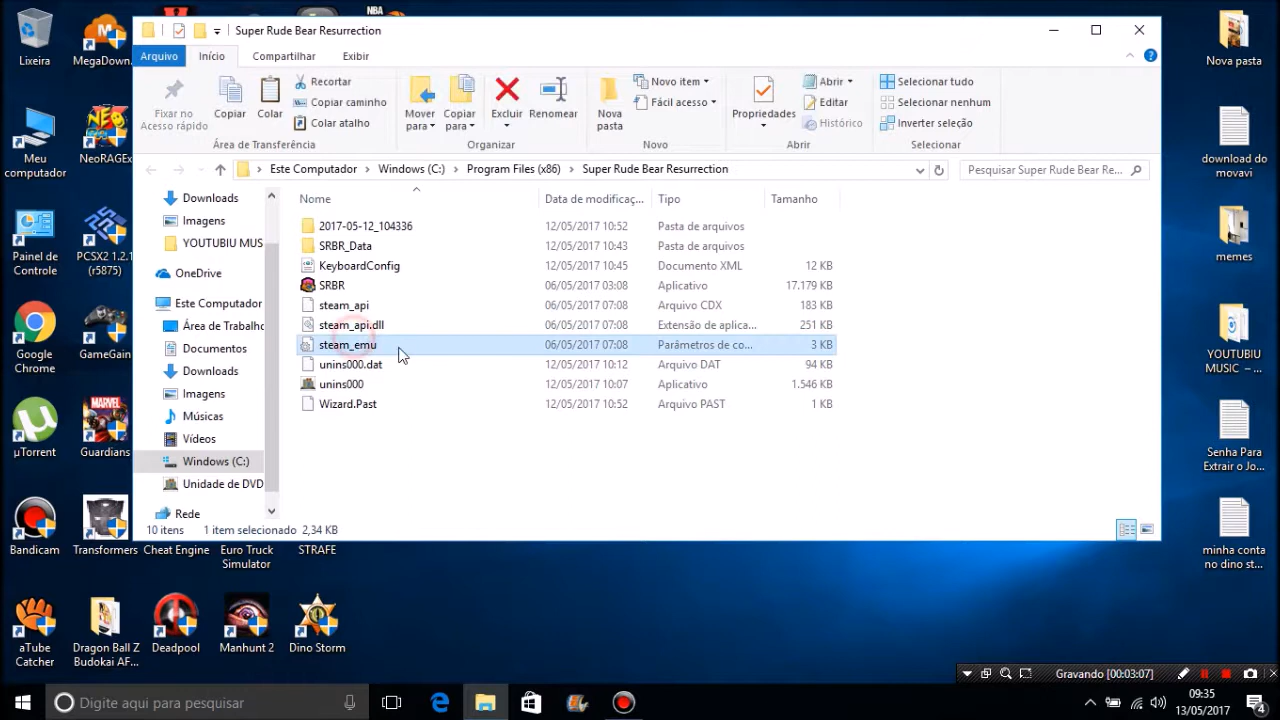 Super Rude Bear Resurrection
Arquivo
Início
Compartilhar
Exibir
Fixar no
Acesso rápido
Copiar
Colar
Recortar
Copiar caminho
Colar atalho
Área de Transferência
Mover
para
Copiar
para
Excluir
Renomear
Organizar
Nova
pasta
Novo item
Fácil acesso
Novo
Propriedades
Abrir
Editar
Histórico
Abrir
Selecionar tudo
Selecionar nenhum
Inverter seleção
Selecionar
Este Computador
Windows (C:)
Program Files (x86)
Super Rude Bear Resurrection
Pesquisar Super Rude Bear Re...
Downloads
Imagens
YOUTUBIU MUS
OneDrive
Este Computador
Área de Trabalho
Documentos
Downloads
Imagens
Músicas
Vídeos
Windows (C:)
Unidade de DVD
Rede
Nome
Data de modificaç...
Tipo
Tamanho
2017-05-12_104336 12/05/2017 10:52 Pasta de arquivos
SRBR_Data 12/05/2017 10:43 Pasta de arquivos
KeyboardConfig 12/05/2017 10:45 Documento XML 12 KB
SRBR 06/05/2017 03:08 Aplicativo 17.179 KB
steam_api 06/05/2017 07:08 Arquivo CDX 183 KB
steam_api.dll 06/05/2017 07:08 Extensão de aplica... 251 KB
steam_emu 06/05/2017 07:08 Parâmetros de co... 3 KB
unins000.dat 12/05/2017 10:12 Arquivo DAT 94 KB
unins000 12/05/2017 10:07 Aplicativo 1.546 KB
Wizard.Past 12/05/2017 10:52 Arquivo PAST 1 KB
10 itens
1 item selecionado 2,34 KB
Lixeira
MegaDown.
NBA
Meu
computador
NeoRAGEx
Painel de
Controle
PCSX2 1.2.1
(r5875)
Google
Chrome
GameGain
µTorrent
MARVEL
Guardians
Bandicam
Transformers
Cheat Engine
Euro Truck
Simulator
STRAFE
aTube
Catcher
Dragon Ball Z
Budokai AF...
Deadpool
Manhunt 2
Dino Storm
Nova pasta
download do
movavi
memes
YOUTUBIU
MUSIC – ...
Senha Para
Extrair o Jo...
minha conta
no dino st...
Gravando [00:03:07]
Digite aqui para pesquisar
09:35
13/05/2017
4